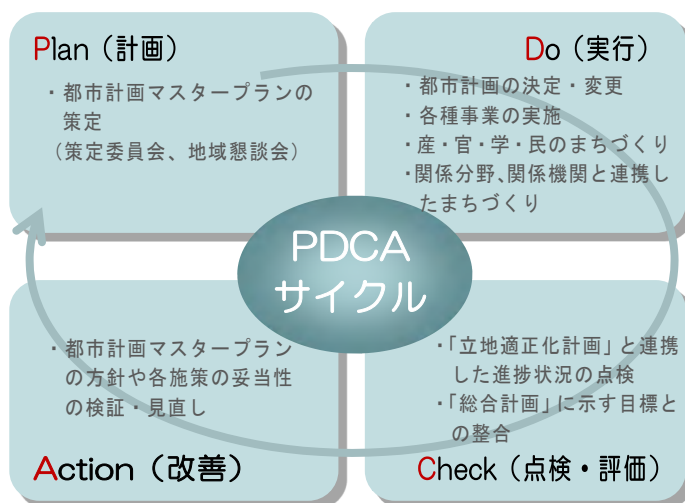 Plan（計画）
・都市計画マスタープランの
策定
（策定委員会、地域懇談会）
Do（実行）
・都市計画の決定・変更
・各種事業の実施
・産・官・学・民のまちづくり
・関係分野、関係機関と連携し
たまちづくり
PDCA
サイクル
・都市計画マスタープラン
の方針や各施策の妥当性
の検証・見直し
Action（改善）
・「立地適正化計画」と連携
した進捗状況の点検
・「総合計画」に示す目標と
の整合
Check（点検・評価）